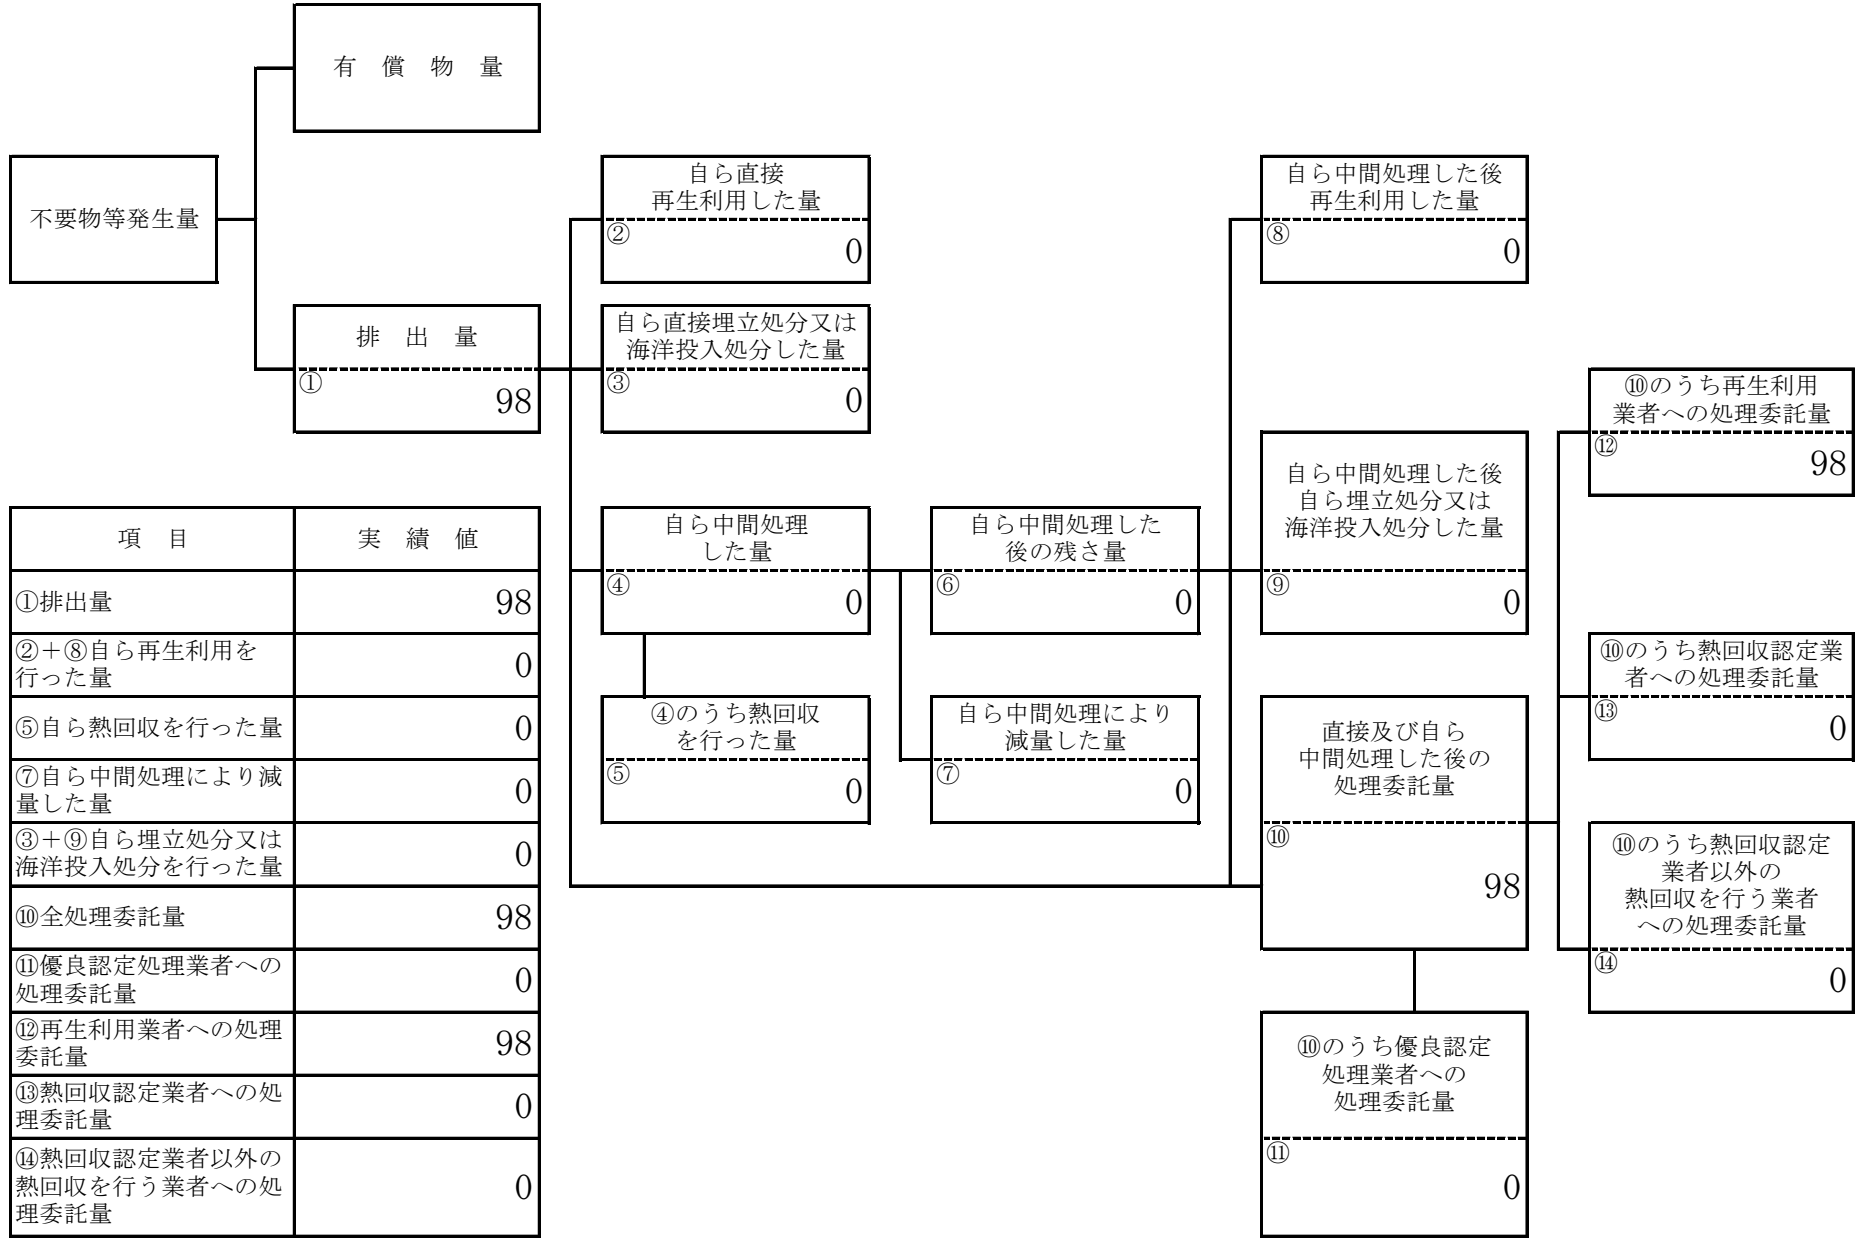 有　償　物　量
不要物等発生量
排　出　量
①
98
自ら直接
再生利用した量
②
0
自ら直接埋立処分又は
海洋投入処分した量
③
0
自ら中間処理
した量
④
0
④のうち熱回収
を行った量
⑤
0
自ら中間処理した
後の残さ量
⑥
0
自ら中間処理により
減量した量
⑦
0
自ら中間処理した後
再生利用した量
⑧
0
自ら中間処理した後
自ら埋立処分又は
海洋投入処分した量
⑨
0
直接及び自ら
中間処理した後の
処理委託量
⑩
98
⑩のうち優良認定
処理業者への
処理委託量
⑪
0
⑩のうち再生利用
業者への処理委託量
⑫
98
⑩のうち熱回収認定業
者への処理委託量
⑬
0
⑩のうち熱回収認定
業者以外の
熱回収を行う業者
への処理委託量
⑭
0
項　目　実　績　値
①排出量 98
②＋⑧自ら再生利用を
行った量 0
⑤自ら熱回収を行った量 0
⑦自ら中間処理により減
量した量 0
③＋⑨自ら埋立処分又は
海洋投入処分を行った量 0
⑩全処理委託量 98
⑪優良認定処理業者への
処理委託量 0
⑫再生利用業者への処理
委託量 98
⑬熱回収認定業者への処
理委託量 0
⑭熱回収認定業者以外の
熱回収を行う業者への処
理委託量 0